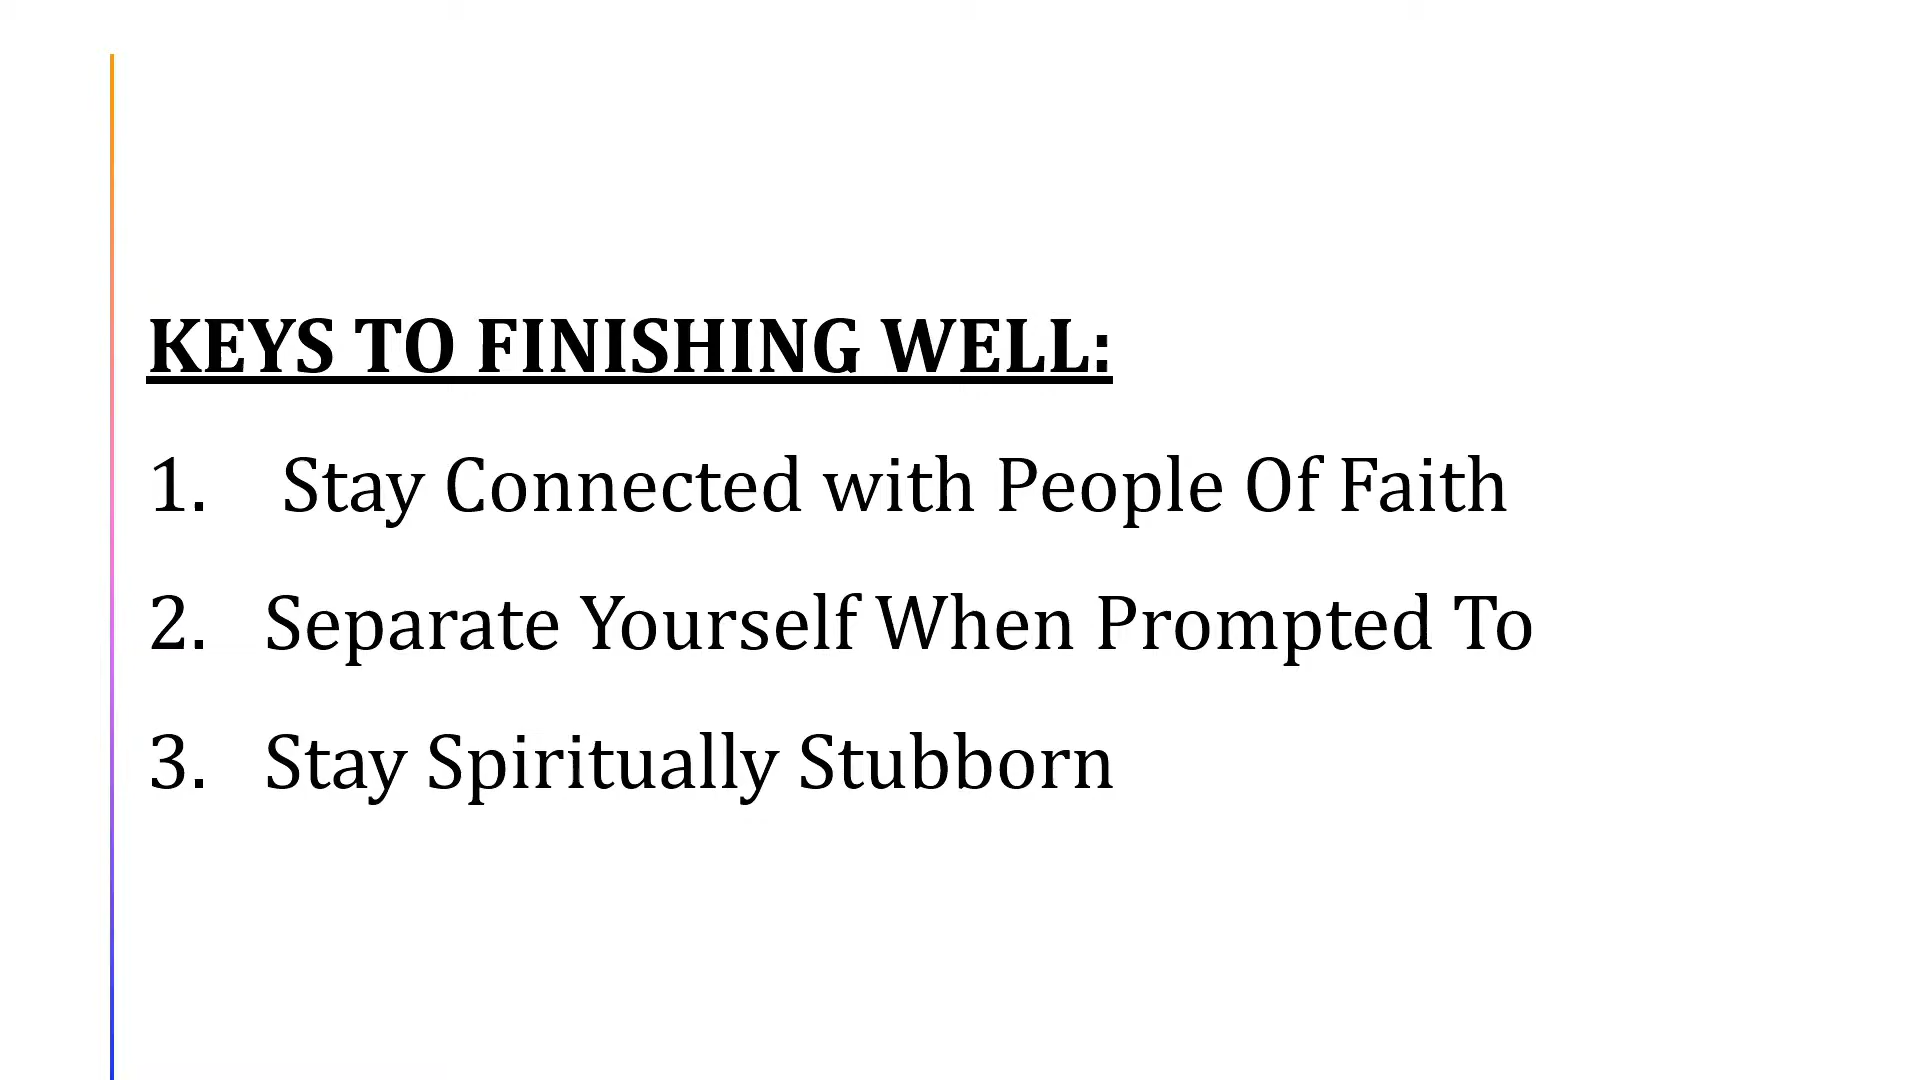 KEYS TO FINISHING WELL:
1. Stay Connected with People Of Faith
2. Separate Yourself When Prompted To
3. Stay Spiritually Stubborn